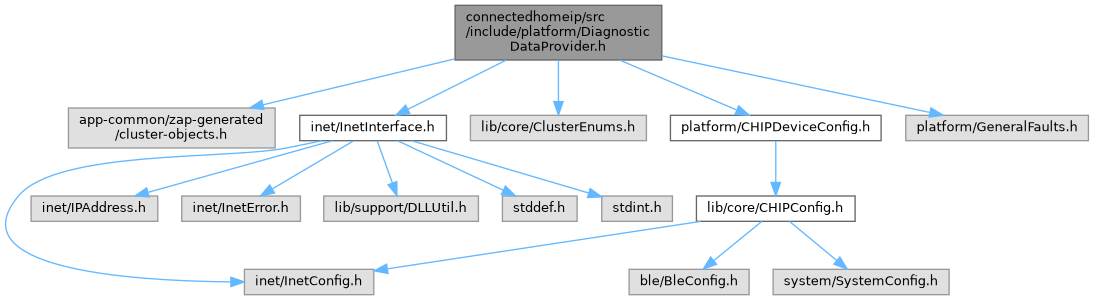 connectedhomeip/src
/include/platform/Diagnostic
DataProvider.h
app-common/zap-generated
/cluster-objects.h
inet/InetInterface.h
lib/core/ClusterEnums.h
platform/CHIPDeviceConfig.h
platform/GeneralFaults.h
inet/IPAddress.h
inet/InetError.h
lib/support/DLLUtil.h
stddef.h
stdint.h
lib/core/CHIPConfig.h
inet/InetConfig.h
ble/BleConfig.h
system/SystemConfig.h